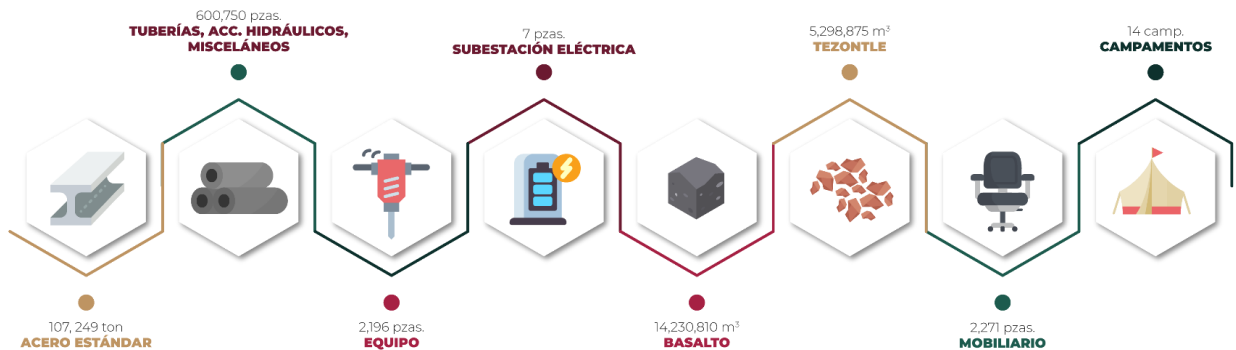 107, 249 ton
ACERO ESTÁNDAR
600,750 pzas.
TUBERÍAS, ACC. HIDRÁULICOS,
MISCELÁNEOS
2,196 pzas.
EQUIPO
7 pzas.
SUBESTACIÓN ELÉCTRICA
14,230,810 m³
BASALTO
5,298,875 m³
TEZONTLE
2,271 pzas.
MOBILIARIO
14 camp.
CAMPAMENTOS